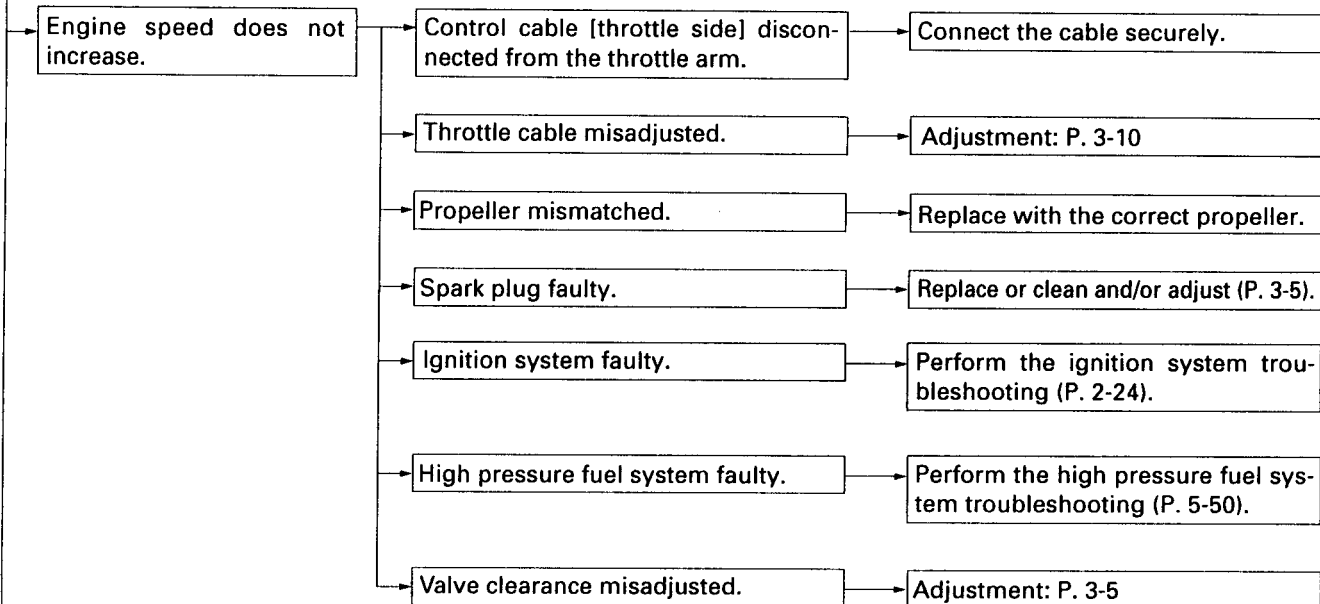 Engine speed does not
increase.
Control cable [throttle side] discon-
nected from the throttle arm.
Connect the cable securely.
Throttle cable misadjusted.
Adjustment: P. 3-10
Propeller mismatched.
Replace with the correct propeller.
Spark plug faulty.
Replace or clean and/or adjust (P. 3-5).
Ignition system faulty.
Perform the ignition system trou-
bleshooting (P. 2-24).
High pressure fuel system faulty.
Perform the high pressure fuel sys-
tem troubleshooting (P. 5-50).
Valve clearance misadjusted.
Adjustment: P. 3-5